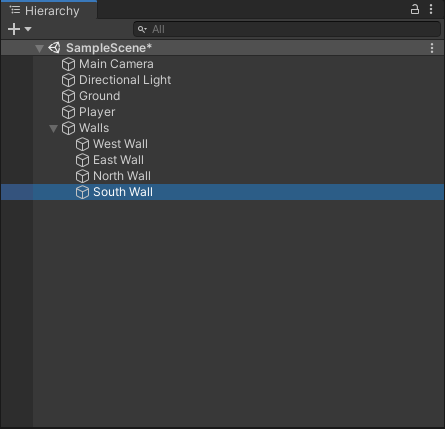 Hierarchy
All
SampleScene*
Main Camera
Directional Light
Ground
Player
Walls
West Wall
East Wall
North Wall
South Wall